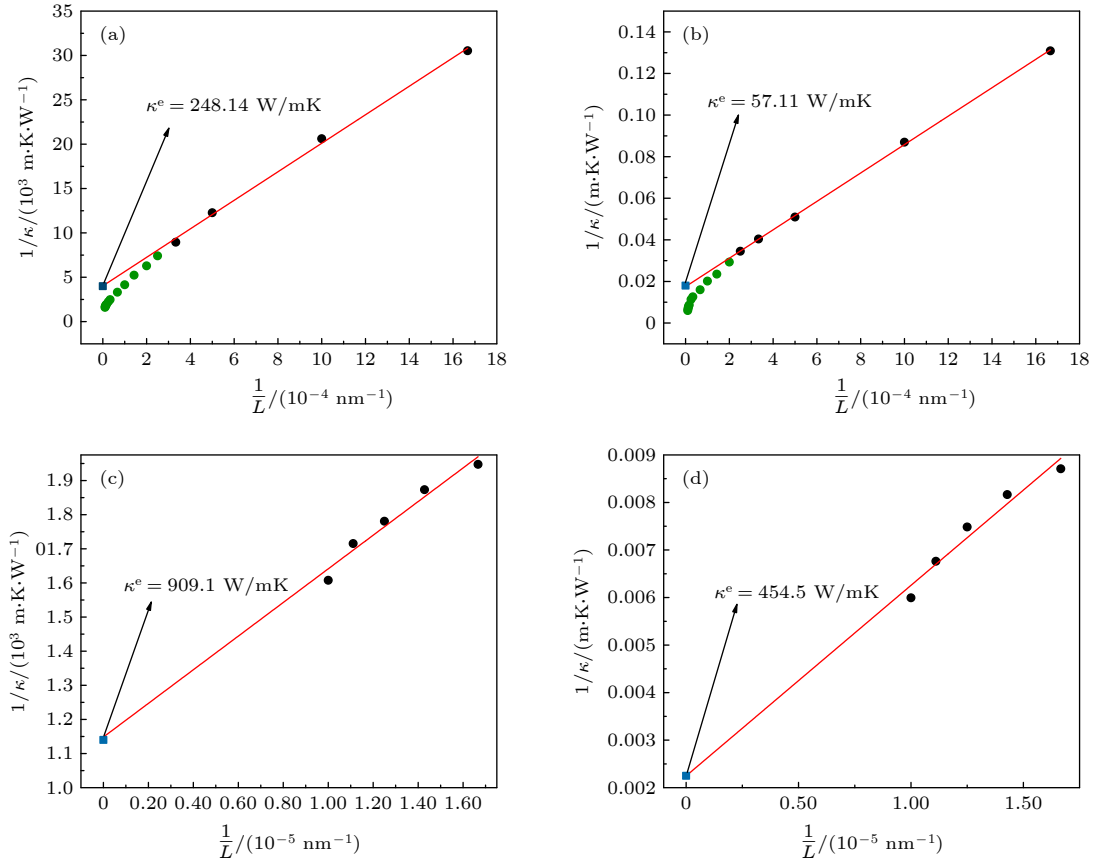 35
30
25
20
15
10
5
0
1/κ/(10³ m·K·W⁻¹)
(a)
κᵉ = 248.14 W/mK
0 2 4 6 8 10 12 14 16 18
1/L/(10⁻⁴ nm⁻¹)
0.14
0.12
0.10
0.08
0.06
0.04
0.02
0
1/κ/(m·K·W⁻¹)
(b)
κᵉ = 57.11 W/mK
0 2 4 6 8 10 12 14 16 18
1/L/(10⁻⁴ nm⁻¹)
1.9
1.8
01.7
1.6
1.5
1.4
1.3
1.2
1.1
1.0
1/κ/(10³ m·K·W⁻¹)
(c)
κᵉ = 909.1 W/mK
0 0.20 0.40 0.60 0.80 1.00 1.20 1.40 1.60
1/L/(10⁻⁵ nm⁻¹)
0.009
0.008
0.007
0.006
0.005
0.004
0.003
0.002
1/κ/(m·K·W⁻¹)
(d)
κᵉ = 454.5 W/mK
0 0.50 1.00 1.50
1/L/(10⁻⁵ nm⁻¹)